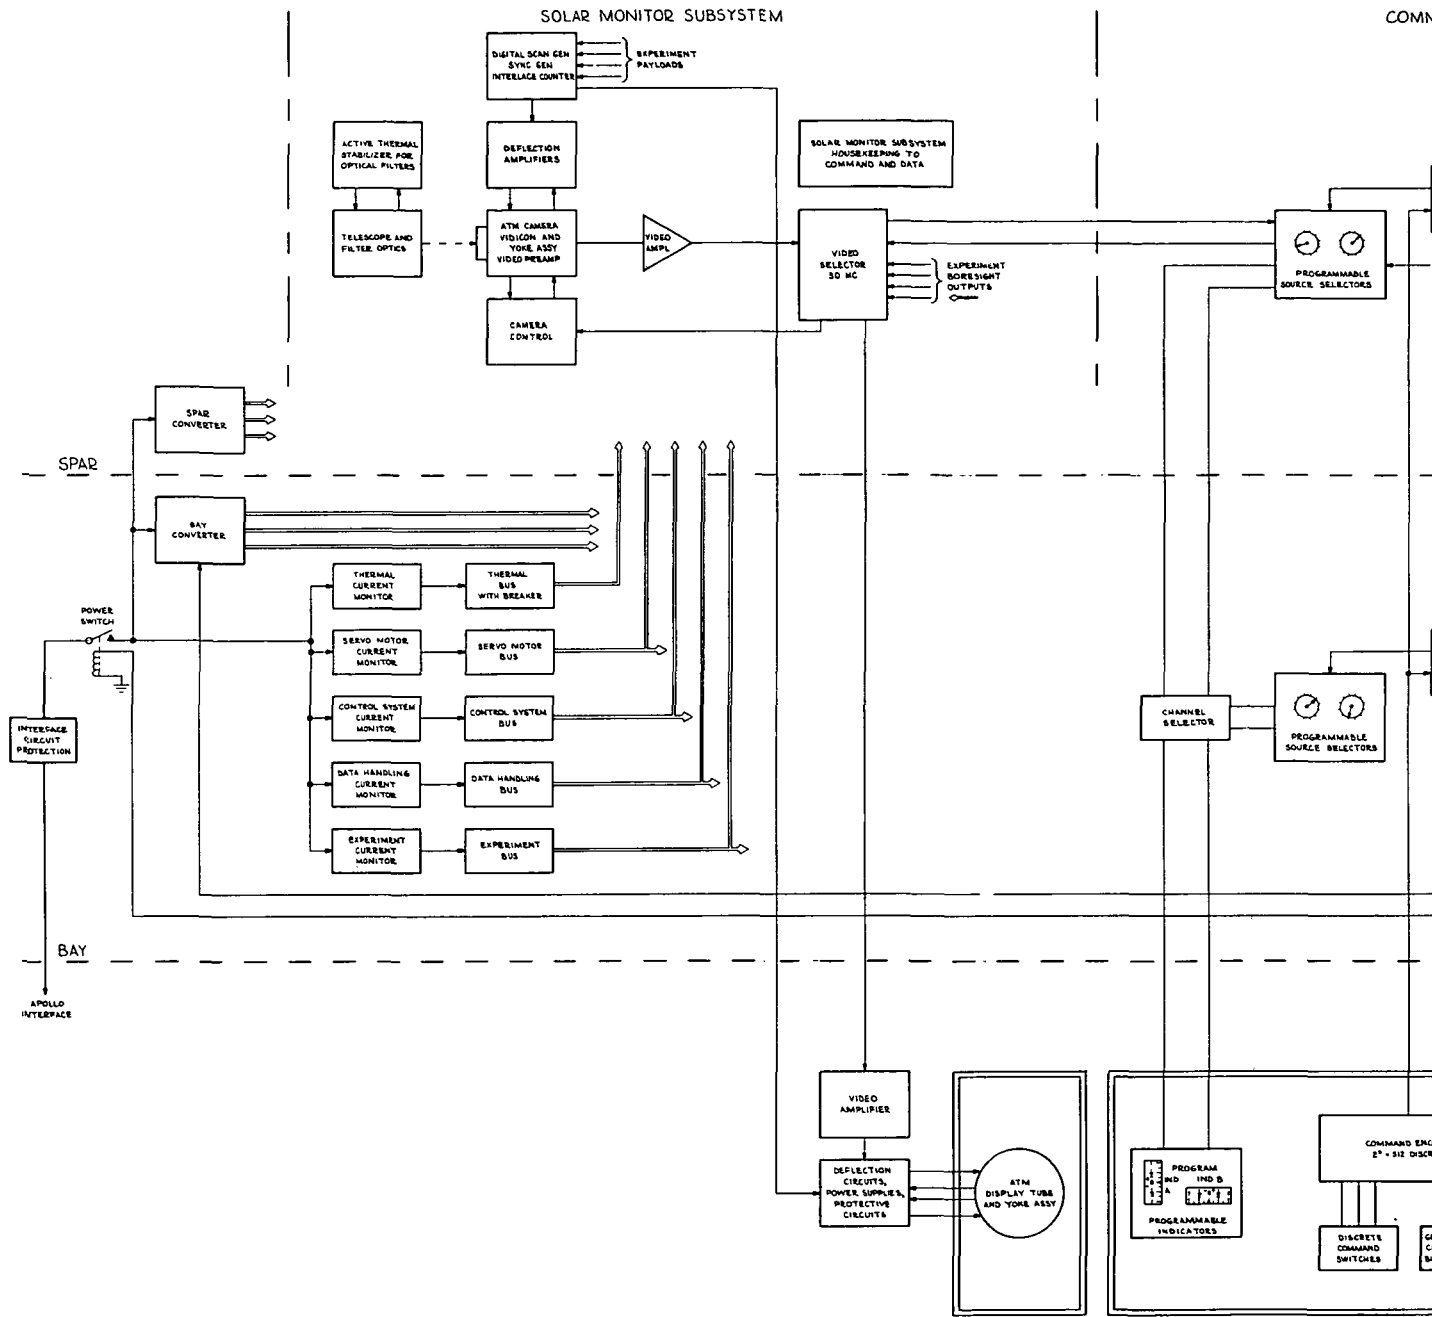 SOLAR MONITOR SUBSYSTEM
DIGITAL SCAN GEN
SYNC GEN
INTERLACE COUNTER
EXPERIMENT
PAYLOADS
ACTIVE THERMAL
STABILIZER FOR
OPTICAL FILTERS
DEFLECTION
AMPLIFIERS
SOLAR MONITOR SUBSYSTEM
HOUSEKEEPING TO
COMMAND AND DATA
TELESCOPE AND
FILTER OPTICS
ATM CAMERA
VIDICON AND
YOKE ASSY
VIDEO PREAMP
VIDEO
AMPL
VIDEO
SELECTOR
EXPERIMENT
BORESIGHT
OUTPUTS
PROGRAMMABLE
SOURCE SELECTORS
CAMERA
CONTROL
SPAR
CONVERTER
SPAR
BAY
CONVERTER
THERMAL
CURRENT
MONITOR
THERMAL
BUS
WITH BREAKER
POWER
SWITCH
SERVO MOTOR
CURRENT
MONITOR
SERVO MOTOR
BUS
CONTROL SYSTEM
CURRENT
MONITOR
CONTROL SYSTEM
BUS
CHANNEL
SELECTOR
PROGRAMMABLE
SOURCE SELECTORS
INTERFACE
CIRCUIT
PROTECTION
DATA HANDLING
CURRENT
MONITOR
DATA HANDLING
BUS
EXPERIMENT
CURRENT
MONITOR
EXPERIMENT
BUS
BAY
APOLLO
INTERFACE
VIDEO
AMPLIFIER
DEFLECTION
CIRCUITS,
POWER SUPPLIES,
PROTECTIVE
CIRCUITS
ATM
DISPLAY TUBE
AND YOKE ASSY
PROGRAM
IND
A
IND B
PROGRAMMABLE
INDICATORS
COMMAND
DISCRETE
COMMAND
SWITCHES